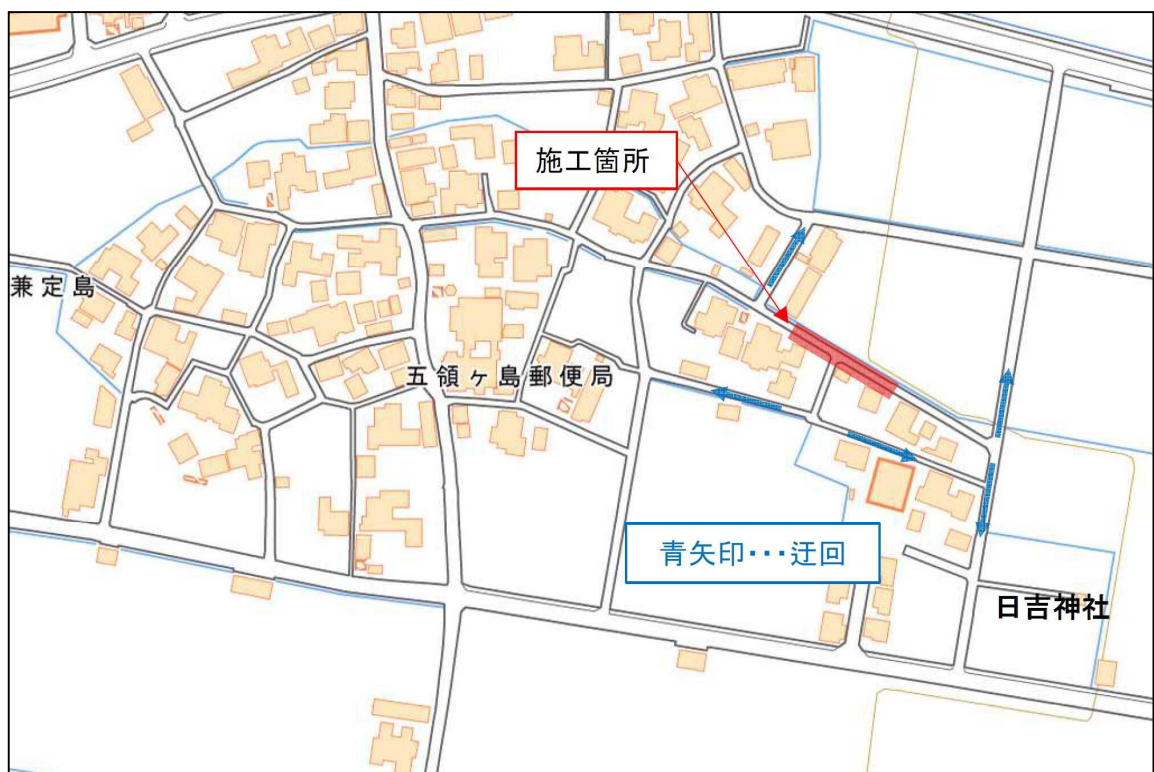 施工箇所
兼定島
五領ヶ島郵便局
青矢印･･･迂回
日吉神社